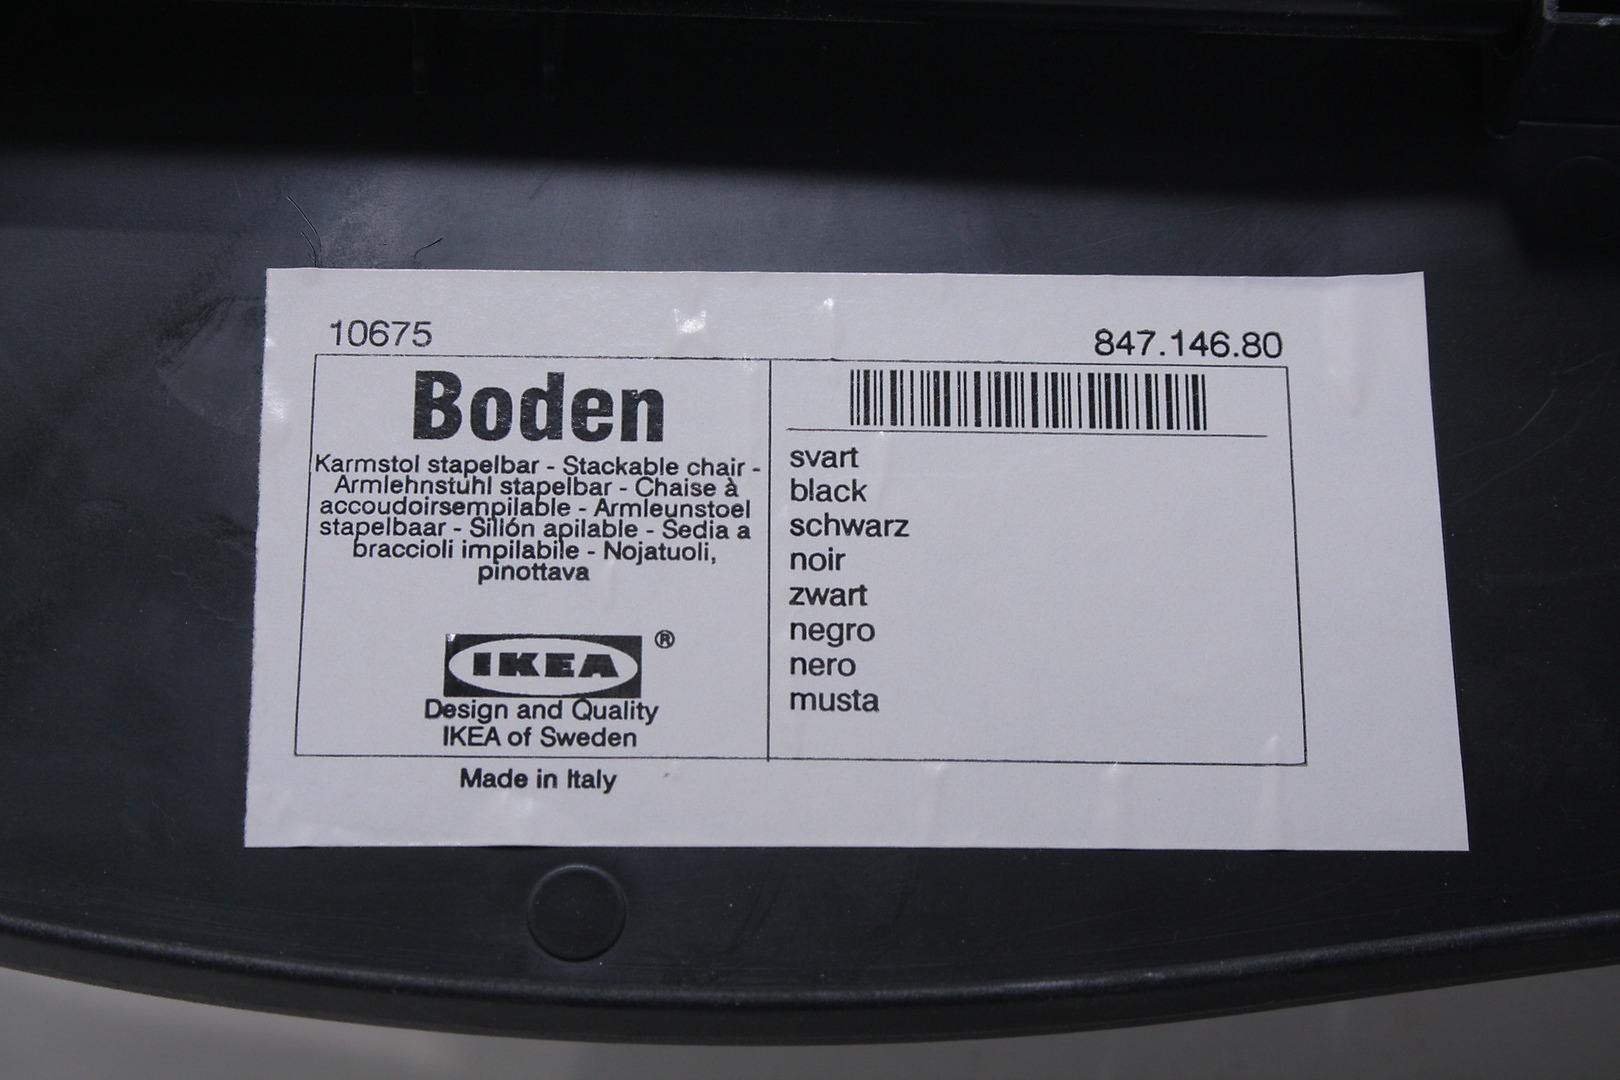 10675
847.146.80
Boden
Karmstol stapelbar - Stackable chair -
Armlehnstuhl stapelbar - Chaise à
accoudoirsempilable - Armleunstoel
stapelbaar - Sillón apilable - Sedia a
braccioli impilabile - Nojatuoli,
pinottava
IKEA ®
Design and Quality
IKEA of Sweden
Made in Italy
svart
black
schwarz
noir
zwart
negro
nero
musta